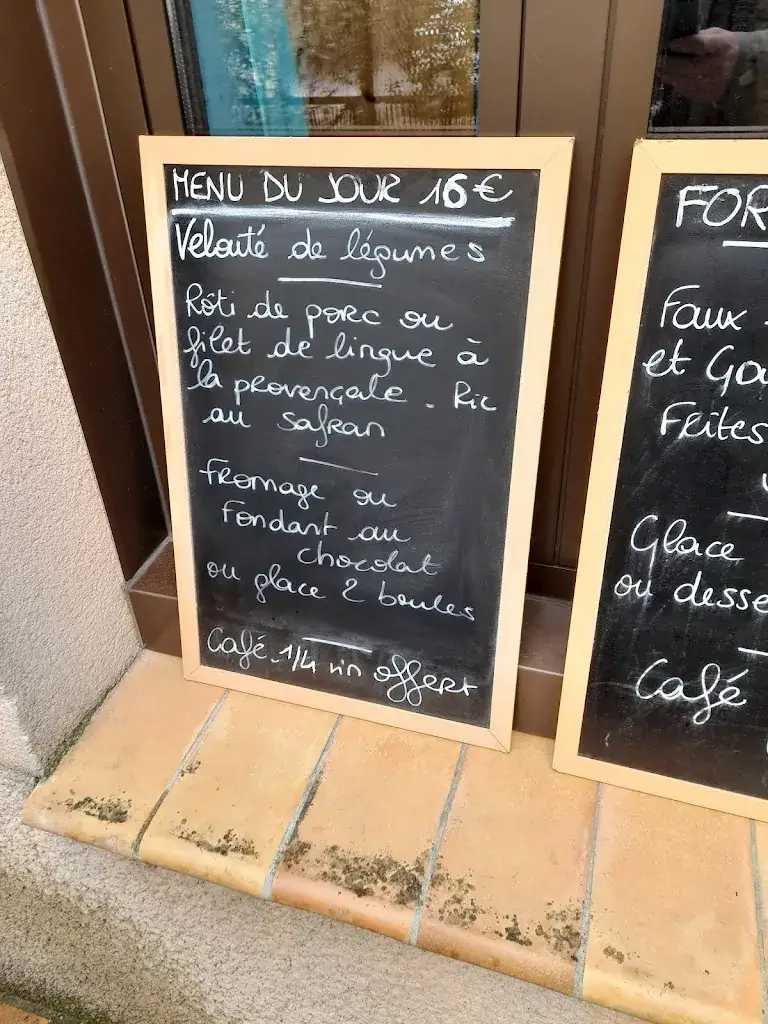 MENU DU JOUR 16€
Velouté de légumes
Rôti de porc ou
filet de lingue à
la provençale - Riz
au safran
Fromage ou
Fondant au
chocolat
ou glace 2 boules
Café - 1/4 vin offert
FOR
Faux
et Ga
Frites
Glace
ou desse
Café